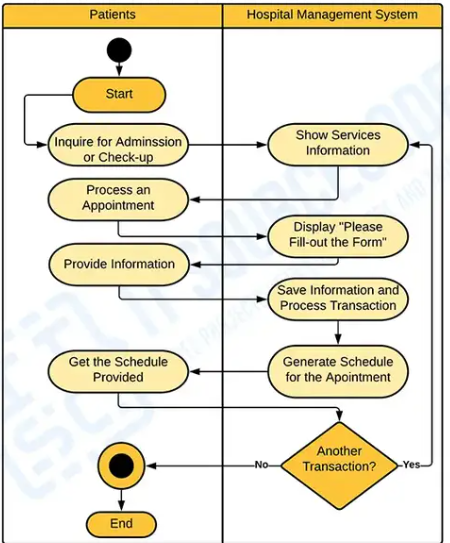 Patients
Hospital Management System
Start
Inquire for Adminssion
or Check-up
Show Services
Information
Process an
Appointment
Display "Please
Fill-out the Form"
Provide Information
Save Information and
Process Transaction
Get the Schedule
Provided
Generate Schedule
for the Apointment
Another
Transaction?
No
Yes
End